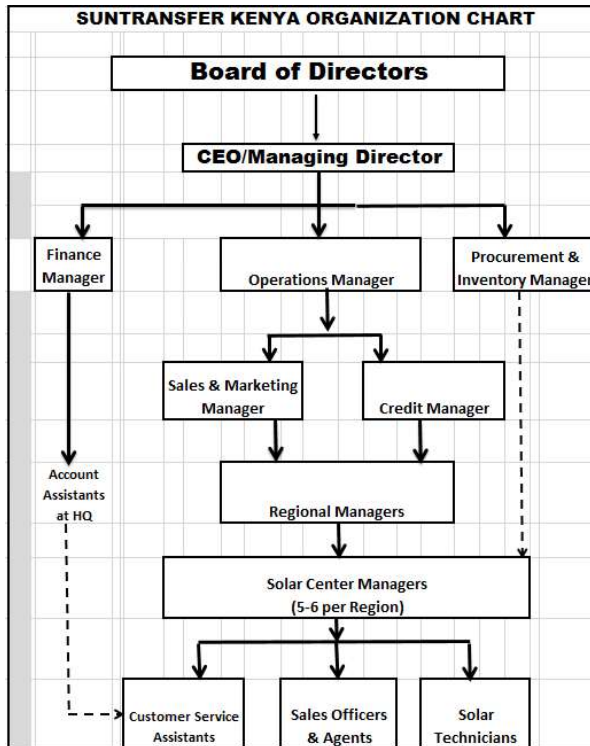 SUNTRANSFER KENYA ORGANIZATION CHART
Board of Directors
CEO/Managing Director
Finance
Manager
Operations Manager
Procurement &
Inventory Manager
Sales & Marketing
Manager
Credit Manager
Account
Assistants
at HQ
Regional Managers
Solar Center Managers
(5-6 per Region)
Customer Service
Assistants
Sales Officers
& Agents
Solar
Technicians